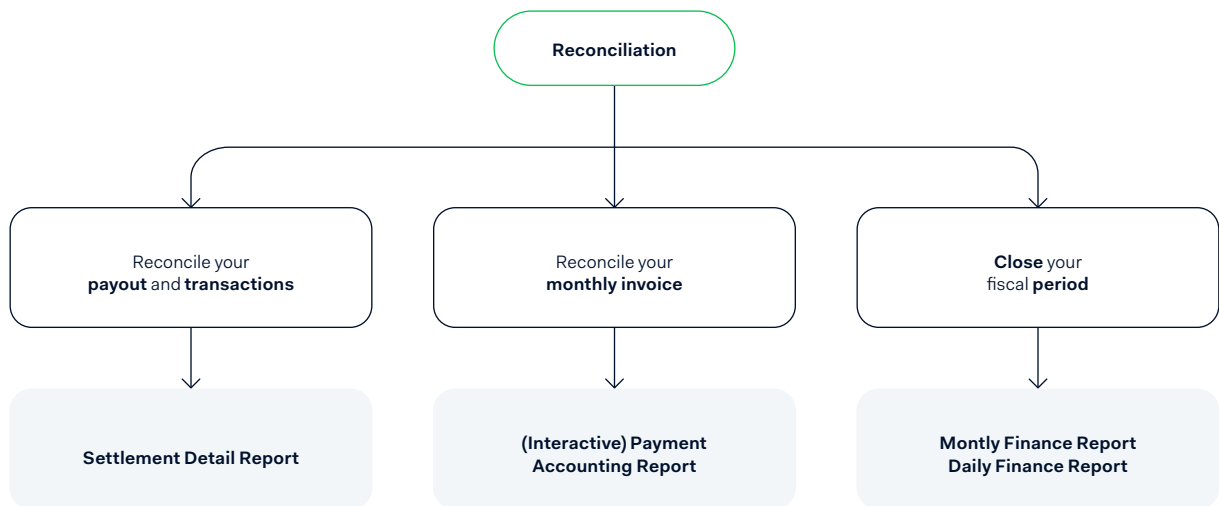 Reconciliation
Reconcile your
payout and transactions
Reconcile your
monthly invoice
Close your
fiscal period
Settlement Detail Report
(Interactive) Payment
Accounting Report
Montly Finance Report
Daily Finance Report